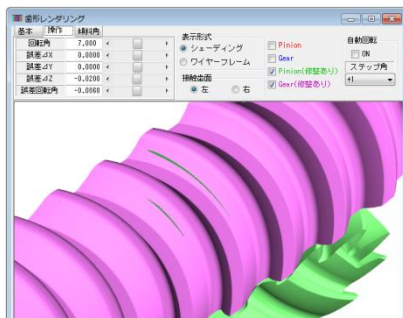 歯形レンダリング
基本 操作 傾斜角
回転角 7.000
誤差⊿X 0.0000
誤差⊿Y 0.0000
誤差⊿Z -0.0200
誤差回転角 -0.0060
表示形式
シェーディング
ワイヤーフレーム
接触歯面
左 右
Pinion
Gear
Pinion(修整あり)
Gear(修整あり)
自動回転
ON
ステップ角
+1